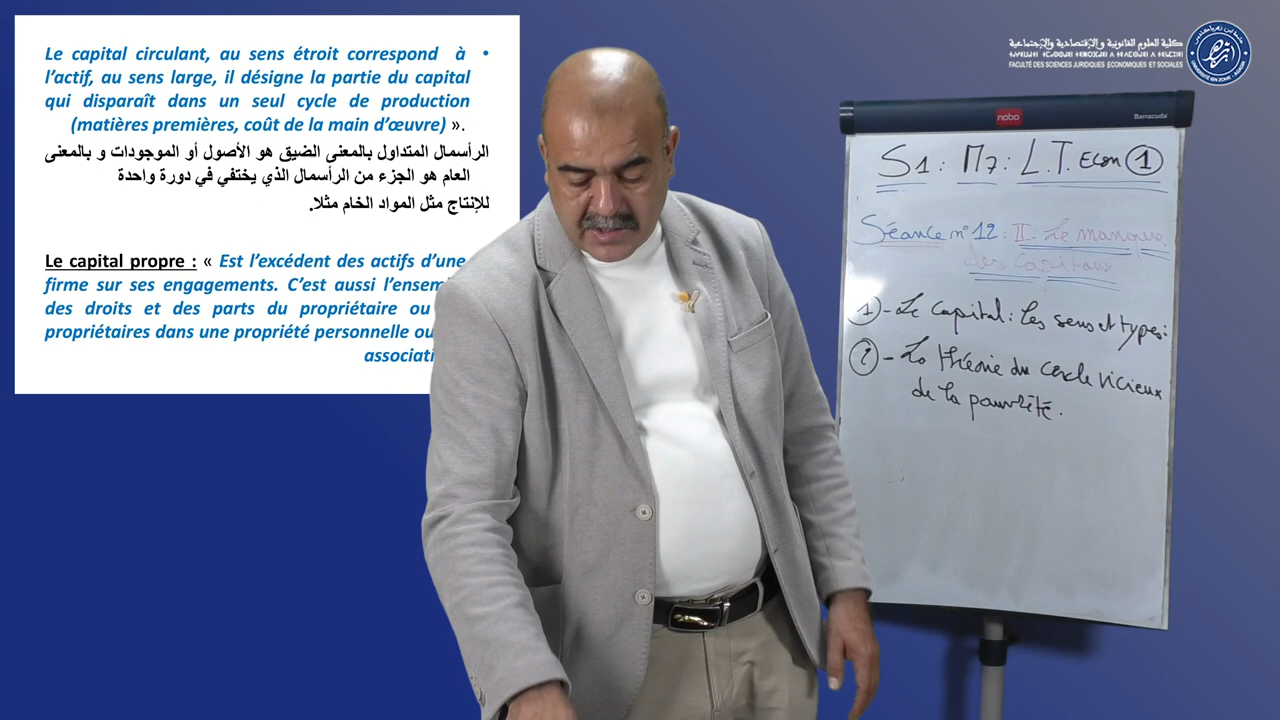 Le capital circulant, au sens étroit correspond à •
l’actif, au sens large, il désigne la partie du capital
qui disparaît dans un seul cycle de production
(matières premières, coût de la main d’œuvre) ».
الرأسمال المتداول بالمعنى الضيق هو الأصول أو الموجودات و بالمعنى
العام هو الجزء من الرأسمال الذي يختفي في دورة واحدة
للإنتاج مثل المواد الخام مثلا.
Le capital propre : « Est l’excédent des actifs d’une
firme sur ses engagements. C’est aussi l’ensem
des droits et des parts du propriétaire ou
propriétaires dans une propriété personnelle ou
associati
كلية العلوم القانونية والاقتصادية والاجتماعية
FACULTÉ DES SCIENCES JURIDIQUES ECONOMIQUES ET SOCIALES
nobo
Barracuda
S1 : M7 : L.T. Econ 1
Séance n° 12 : II - Le manque
des capitaux
1) - Le capital : les sens et types :
2) - La théorie du cercle vicieux
de la pauvreté.